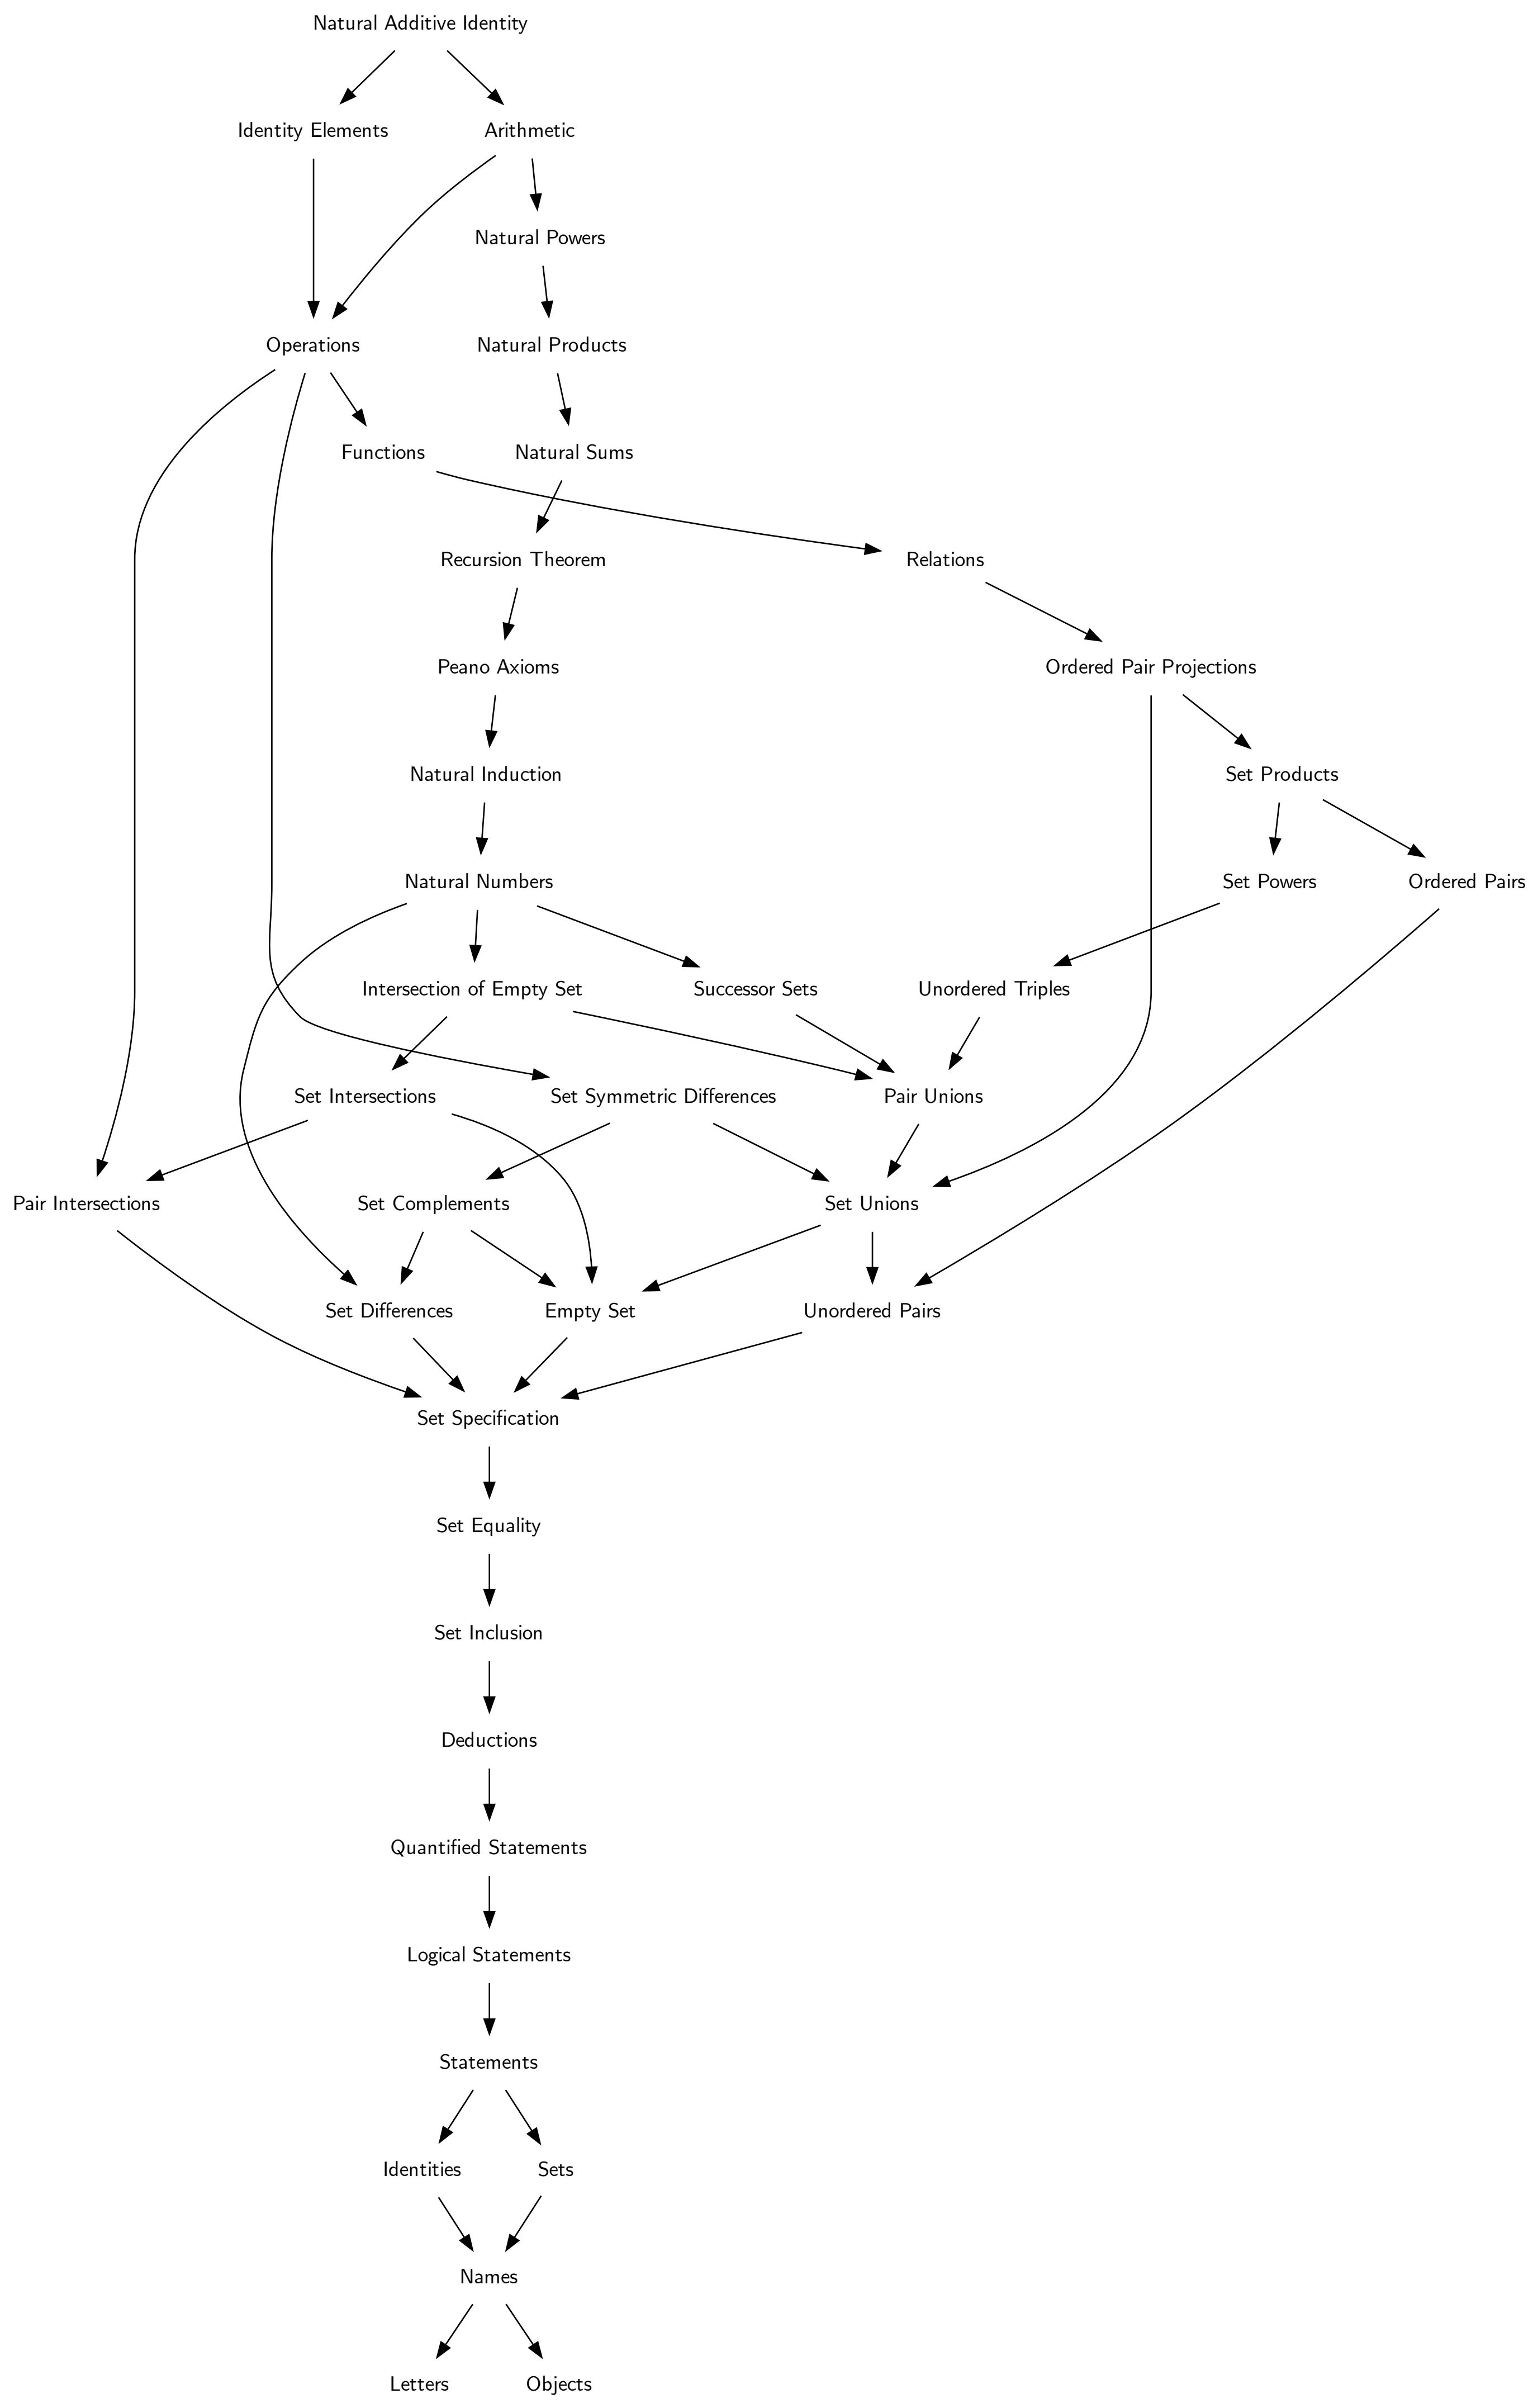 Natural Additive Identity
Identity Elements
Arithmetic
Natural Powers
Operations
Natural Products
Functions
Natural Sums
Recursion Theorem
Relations
Peano Axioms
Ordered Pair Projections
Natural Induction
Set Products
Natural Numbers
Set Powers
Ordered Pairs
Intersection of Empty Set
Successor Sets
Unordered Triples
Set Intersections
Set Symmetric Differences
Pair Unions
Pair Intersections
Set Complements
Set Unions
Set Differences
Empty Set
Unordered Pairs
Set Specification
Set Equality
Set Inclusion
Deductions
Quantified Statements
Logical Statements
Statements
Identities
Sets
Names
Letters
Objects